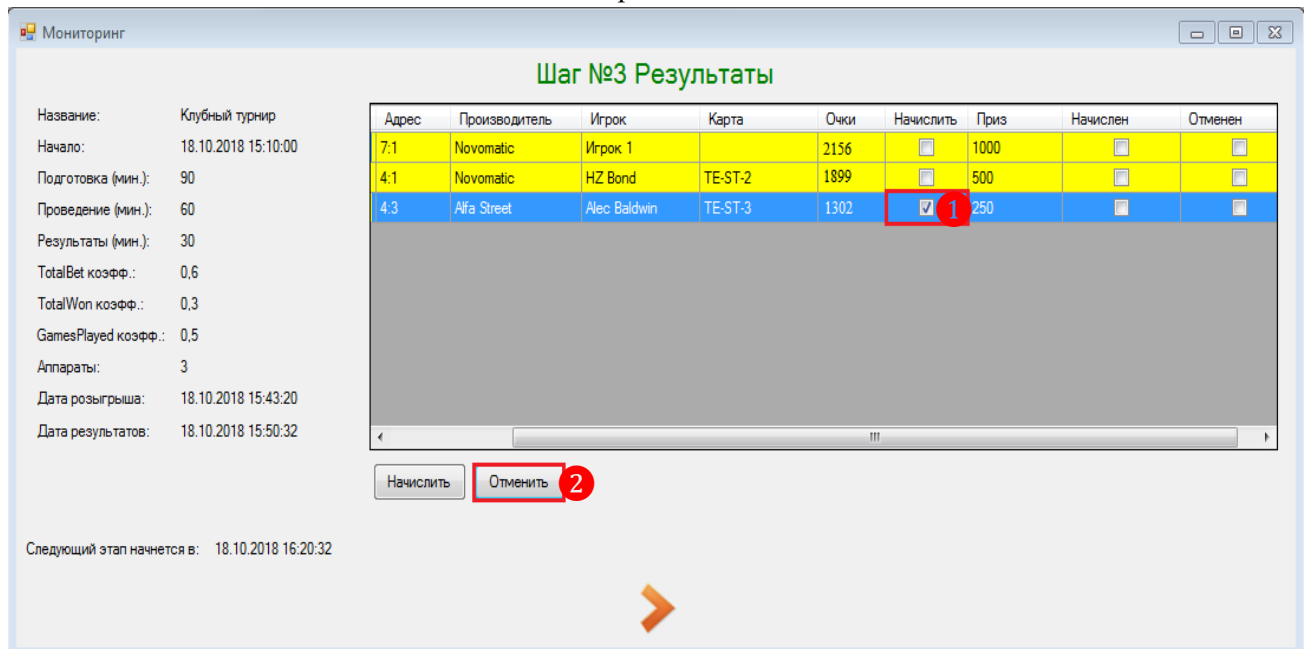 Мониторинг
Шаг №3 Результаты
Название: Клубный турнир
Начало: 18.10.2018 15:10:00
Подготовка (мин.): 90
Проведение (мин.): 60
Результаты (мин.): 30
TotalBet коэфф.: 0,6
TotalWon коэфф.: 0,3
GamesPlayed коэфф.: 0,5
Аппараты: 3
Дата розыгрыша: 18.10.2018 15:43:20
Дата результатов: 18.10.2018 15:50:32
Адрес Производитель Игрок Карта Очки Начислить Приз Начислен Отменен
7:1 Novomatic Игрок 1 2156 1000
4:1 Novomatic HZ Bond TE-ST-2 1899 500
4:3 Alfa Street Alec Baldwin TE-ST-3 1302 1 250
Начислить Отменить 2
Следующий этап начнется в: 18.10.2018 16:20:32